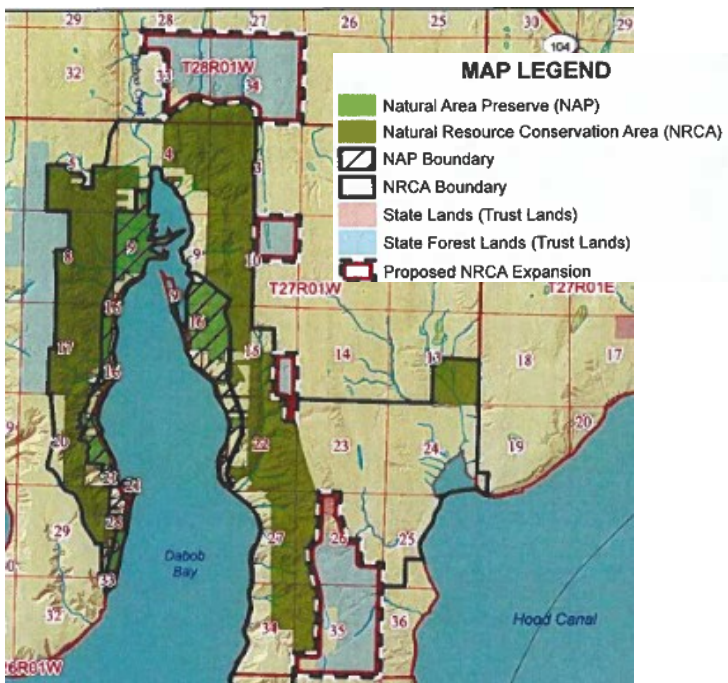 29 28 27 26 25 30 29
104
MAP LEGEND
Natural Area Preserve (NAP)
Natural Resource Conservation Area (NRCA)
NAP Boundary
NRCA Boundary
State Lands (Trust Lands)
State Forest Lands (Trust Lands)
Proposed NRCA Expansion
32 33 34
T28R01W
5 4 3
8 9 9 10
T27R01W T27R01E
15 9 16
17 16 15 14 13 18 17
20 21 22 23 24 19 20
24
29 28 27 26 25
Dabob
Bay
33
32 34 35 36
Hood Canal
26R01W